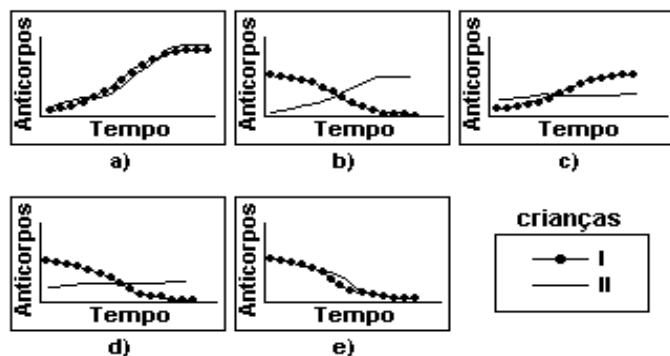 Anticorpos
Tempo
a)
Anticorpos
Tempo
b)
Anticorpos
Tempo
c)
Anticorpos
Tempo
d)
Anticorpos
Tempo
e)
crianças
I
II